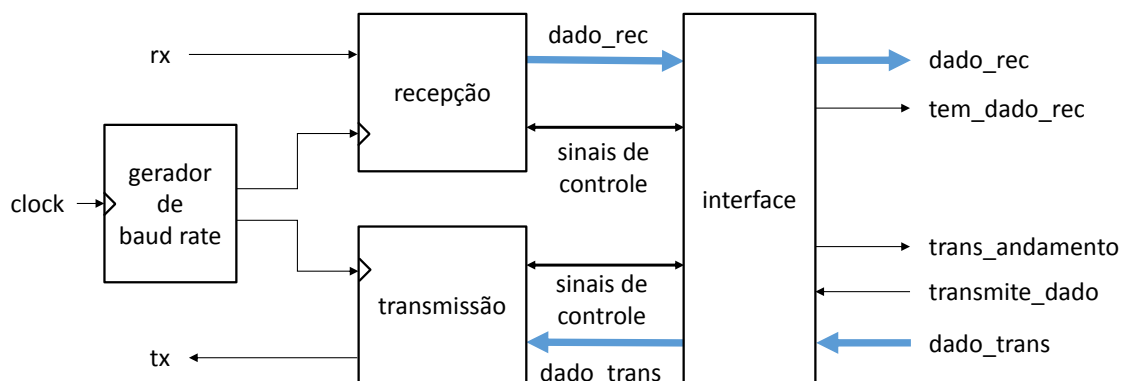 dado_rec
rx
dado_rec
recepção
tem_dado_rec
sinais de
controle
gerador
de
baud rate
clock
interface
trans_andamento
sinais de
controle
transmite_dado
transmissão
tx
dado_trans
dado_trans